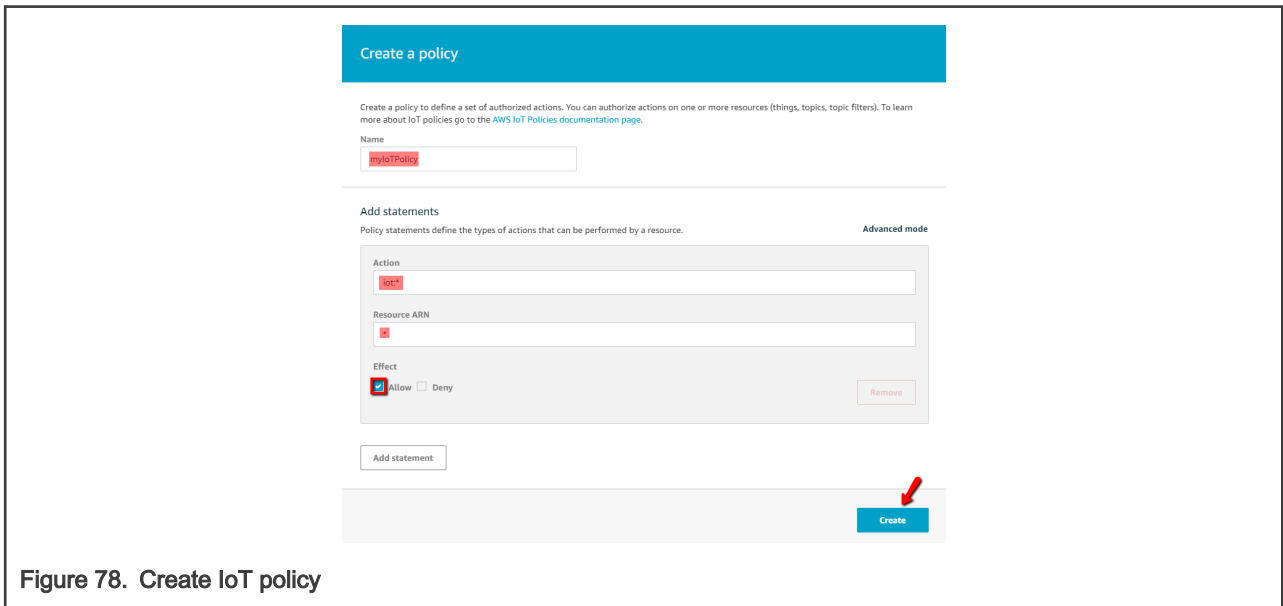 Create a policy
Create a policy to define a set of authorized actions. You can authorize actions on one or more resources (things, topics, topic filters). To learn
more about IoT policies go to the AWS IoT Policies documentation page.
Name
myIoTPolicy
Add statements
Policy statements define the types of actions that can be performed by a resource.
Advanced mode
Action
iot:*
Resource ARN
*
Effect
Allow Deny
Remove
Add statement
Create
Figure 78. Create IoT policy